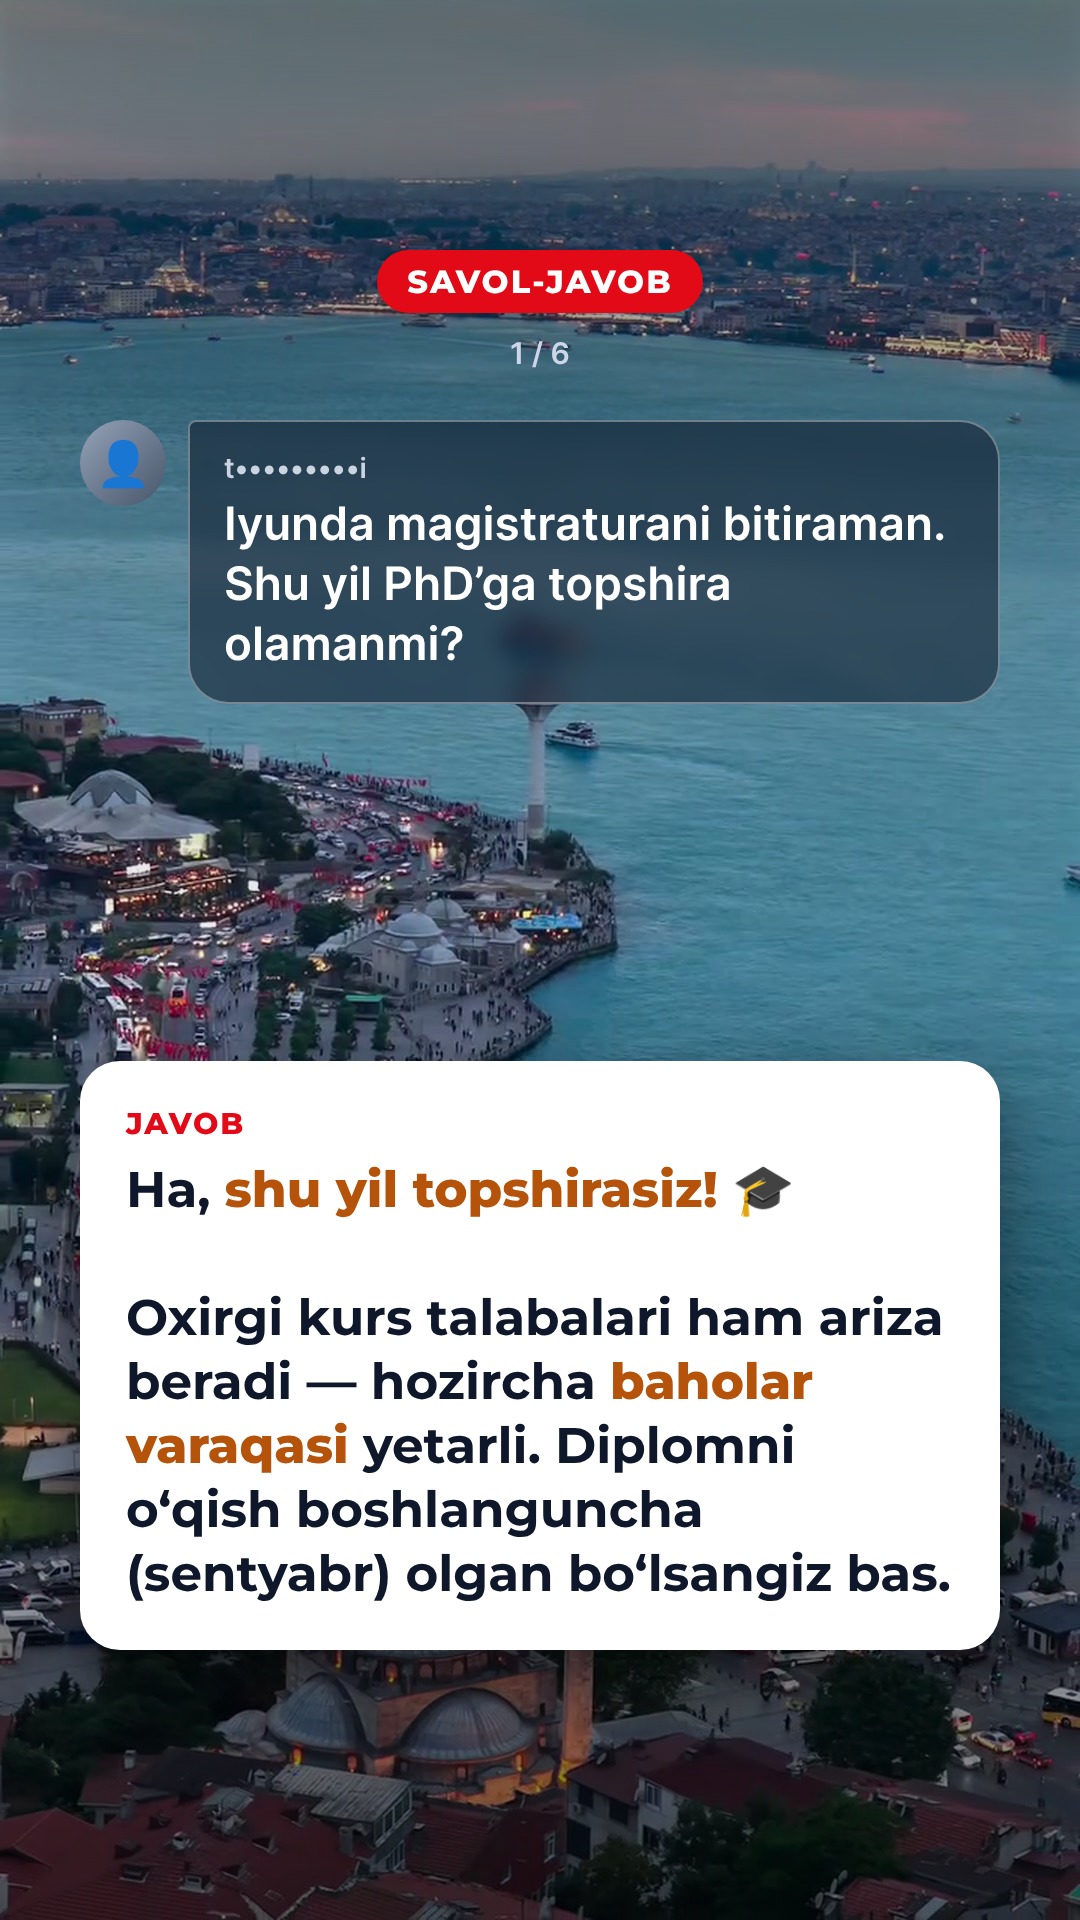 SAVOL-JAVOB
1 / 6
t•••••••••i
Iyunda magistraturani bitiraman.
Shu yil PhD’ga topshira
olamanmi?
JAVOB
Ha, shu yil topshirasiz! 🎓
Oxirgi kurs talabalari ham ariza
beradi — hozircha baholar
varaqasi yetarli. Diplomni
o‘qish boshlanguncha
(sentyabr) olgan bo‘lsangiz bas.